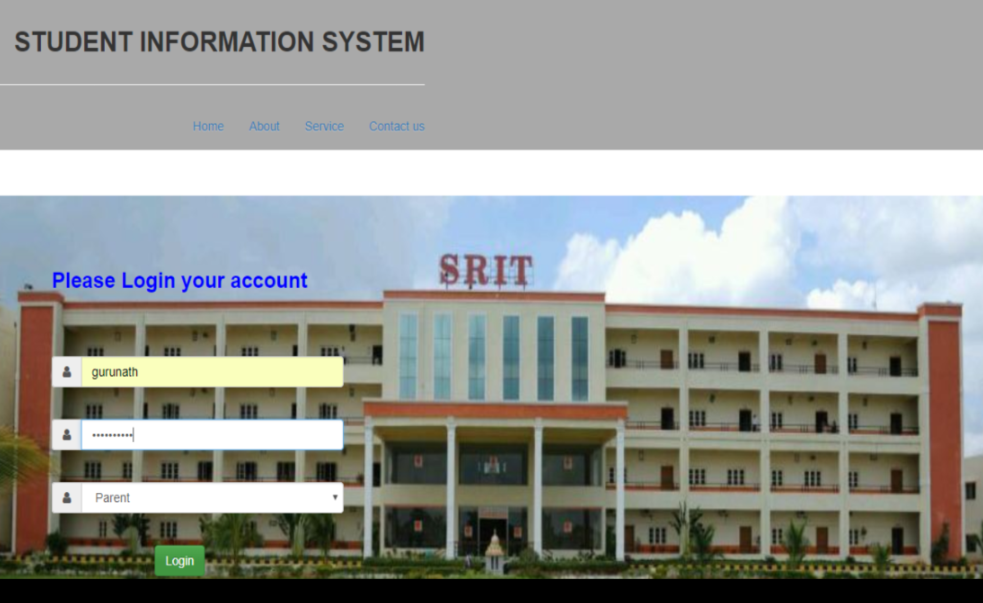 STUDENT INFORMATION SYSTEM
Home About Service Contact us
SRIT
Please Login your account
gurunath
••••••••••
Parent
Login